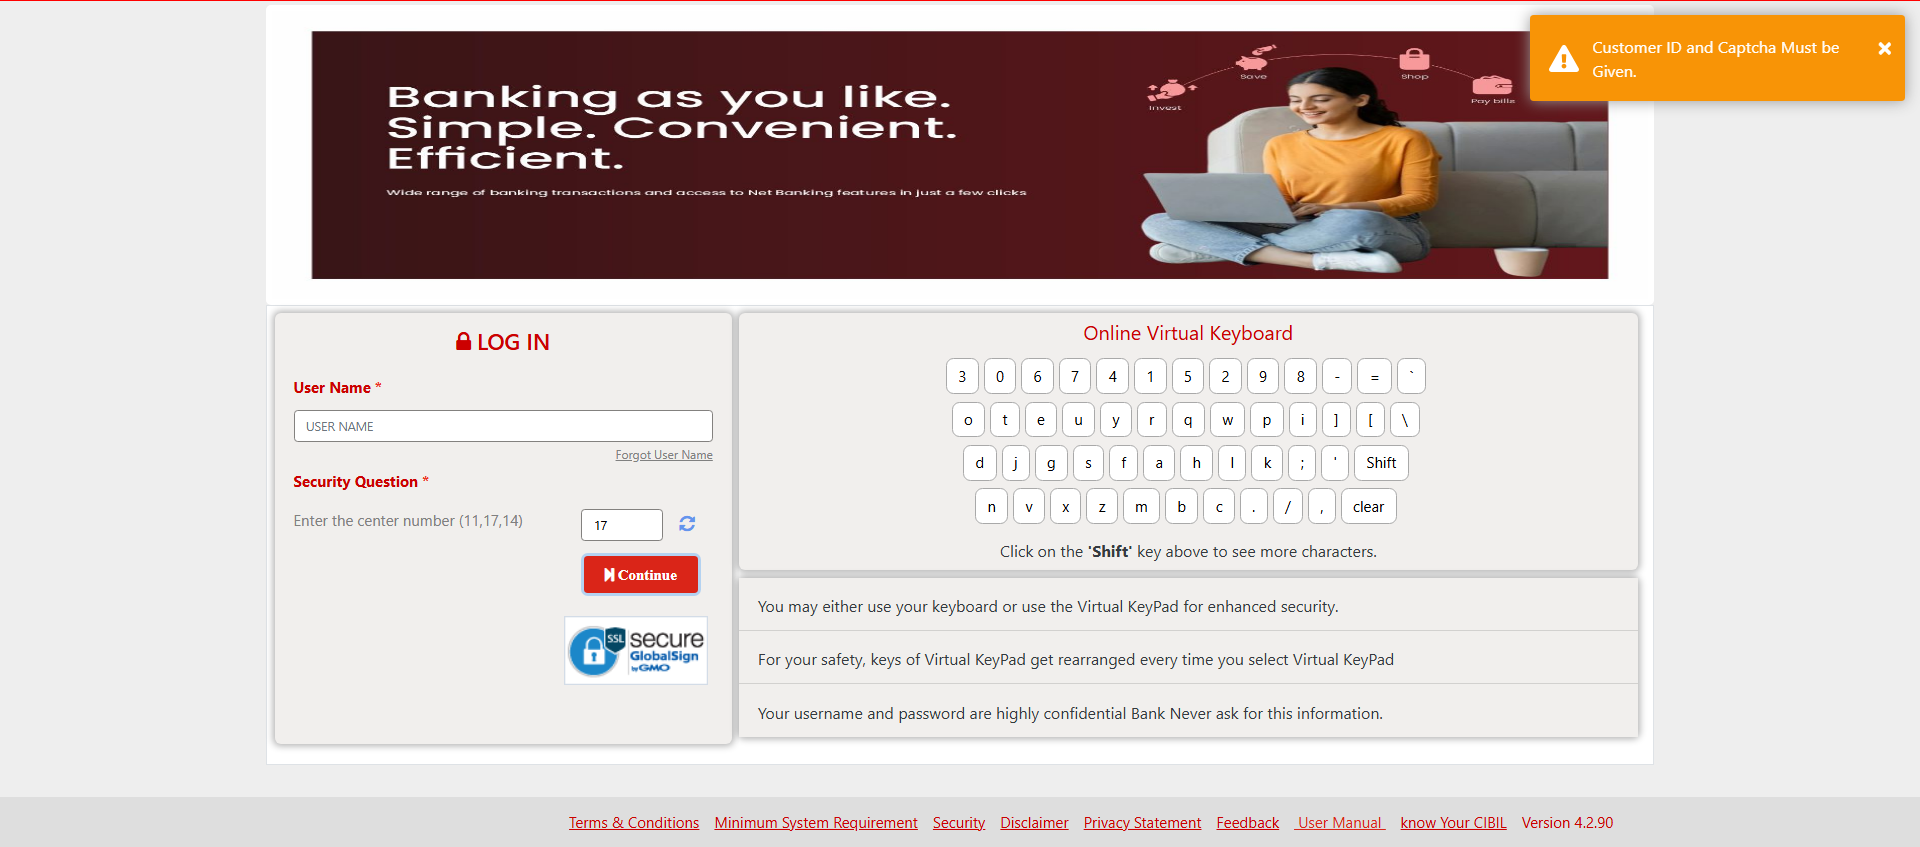 Customer ID and Captcha Must be
Given.
Banking as you like.
Simple. Convenient.
Efficient.
Wide range of banking transactions and access to Net Banking features in just a few clicks
Invest
Save
Shop
Pay bills
LOG IN
User Name *
USER NAME
Forgot User Name
Security Question *
Enter the center number (11,17,14)
17
Continue
SSL
secure
GlobalSign
by GMO
Online Virtual Keyboard
3 0 6 7 4 1 5 2 9 8 - = `
o t e u y r q w p i ] [ \
d j g s f a h l k ; ' Shift
n v x z m b c . / , clear
Click on the 'Shift' key above to see more characters.
You may either use your keyboard or use the Virtual KeyPad for enhanced security.
For your safety, keys of Virtual KeyPad get rearranged every time you select Virtual KeyPad
Your username and password are highly confidential Bank Never ask for this information.
Terms & Conditions Minimum System Requirement Security Disclaimer Privacy Statement Feedback User Manual know Your CIBIL Version 4.2.90